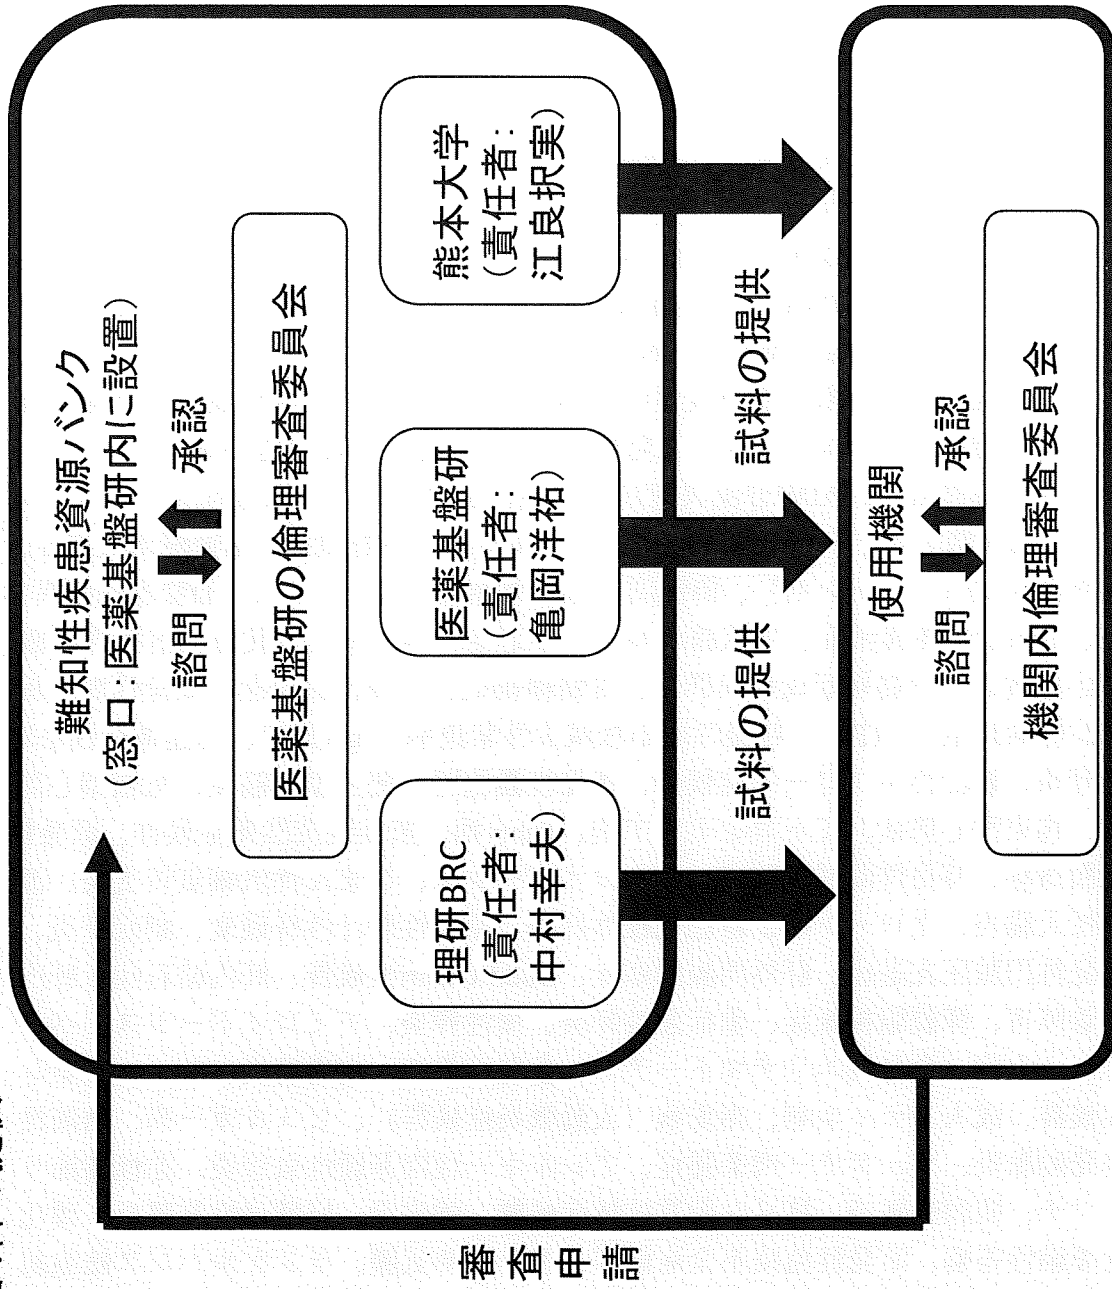 難知性疾患資源バンク
(窓口:医薬基盤研内に設置)
諮問
承認
医薬基盤研の倫理審査委員会
理研BRC
(責任者:
中村幸夫)
医薬基盤研
(責任者:
亀岡洋祐)
熊本大学
(責任者:
江良択実)
試料の提供
試料の提供
審査申請
使用機関
諮問
承認
機関内倫理審査委員会